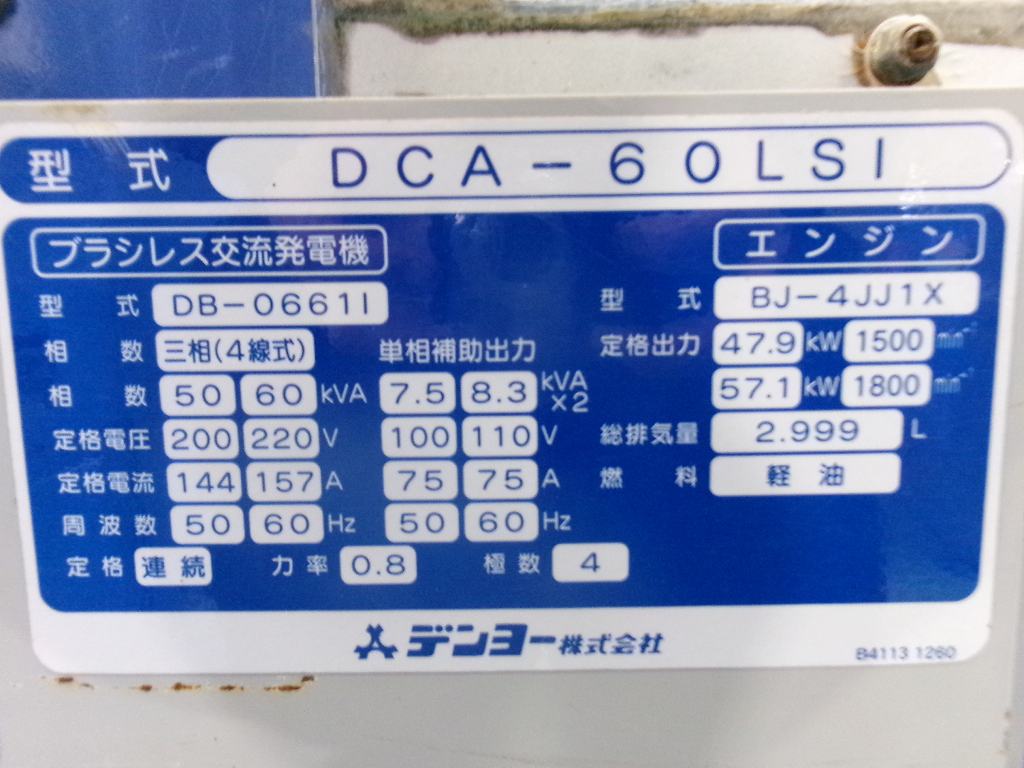 型式 DCA-60LSI
ブラシレス交流発電機 エンジン
型式 DB-0661I 型式 BJ-4JJ1X
相数 三相(4線式) 単相補助出力 定格出力 47.9 kW 1500 min⁻¹
相数 50 60 kVA 7.5 8.3 kVA×2 57.1 kW 1800 min⁻¹
定格電圧 200 220 V 100 110 V 総排気量 2.999 L
定格電流 144 157 A 75 75 A 燃料 軽油
周波数 50 60 Hz 50 60 Hz
定格 連続 力率 0.8 極数 4
デンヨー株式会社
B4113 1260